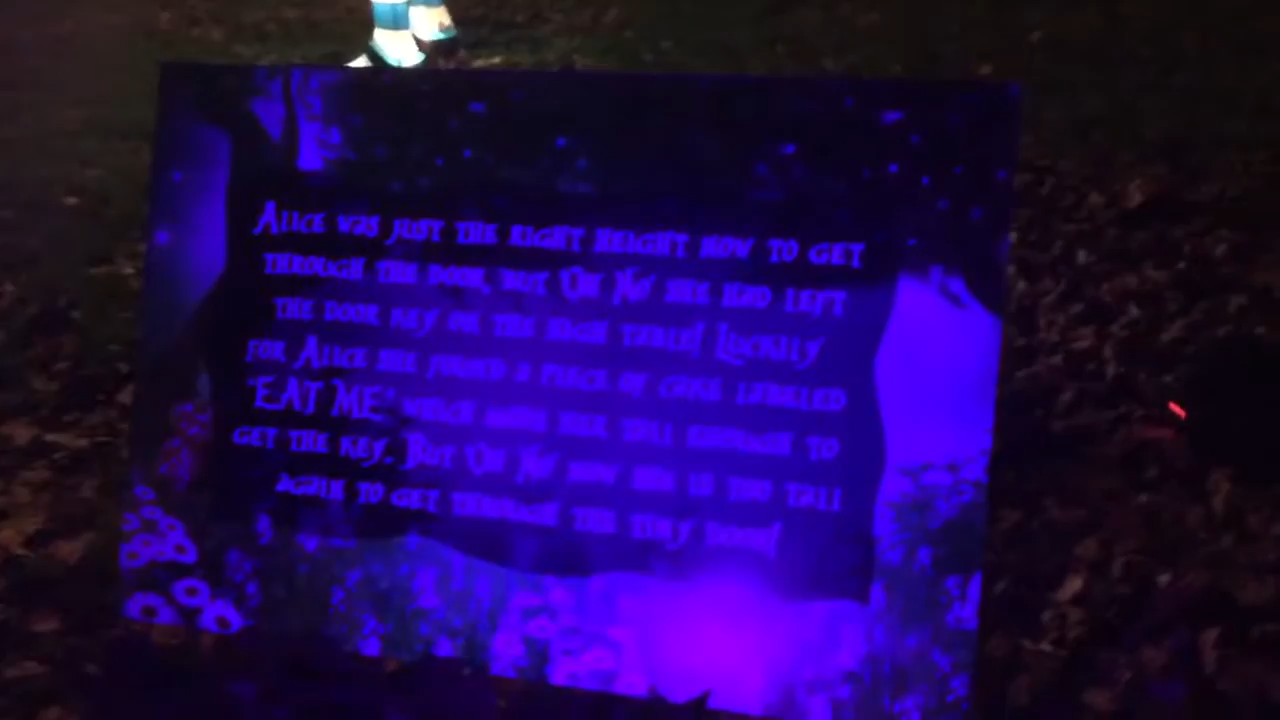 Alice was just the right height now to get
through the door, but 'Oh No' she had left
the door key on the high table! Luckily
for Alice she found a piece of cake labelled
"EAT ME" which made her tall enough to
get the key. But 'Oh No' now she is too tall
again to get through the tiny door!